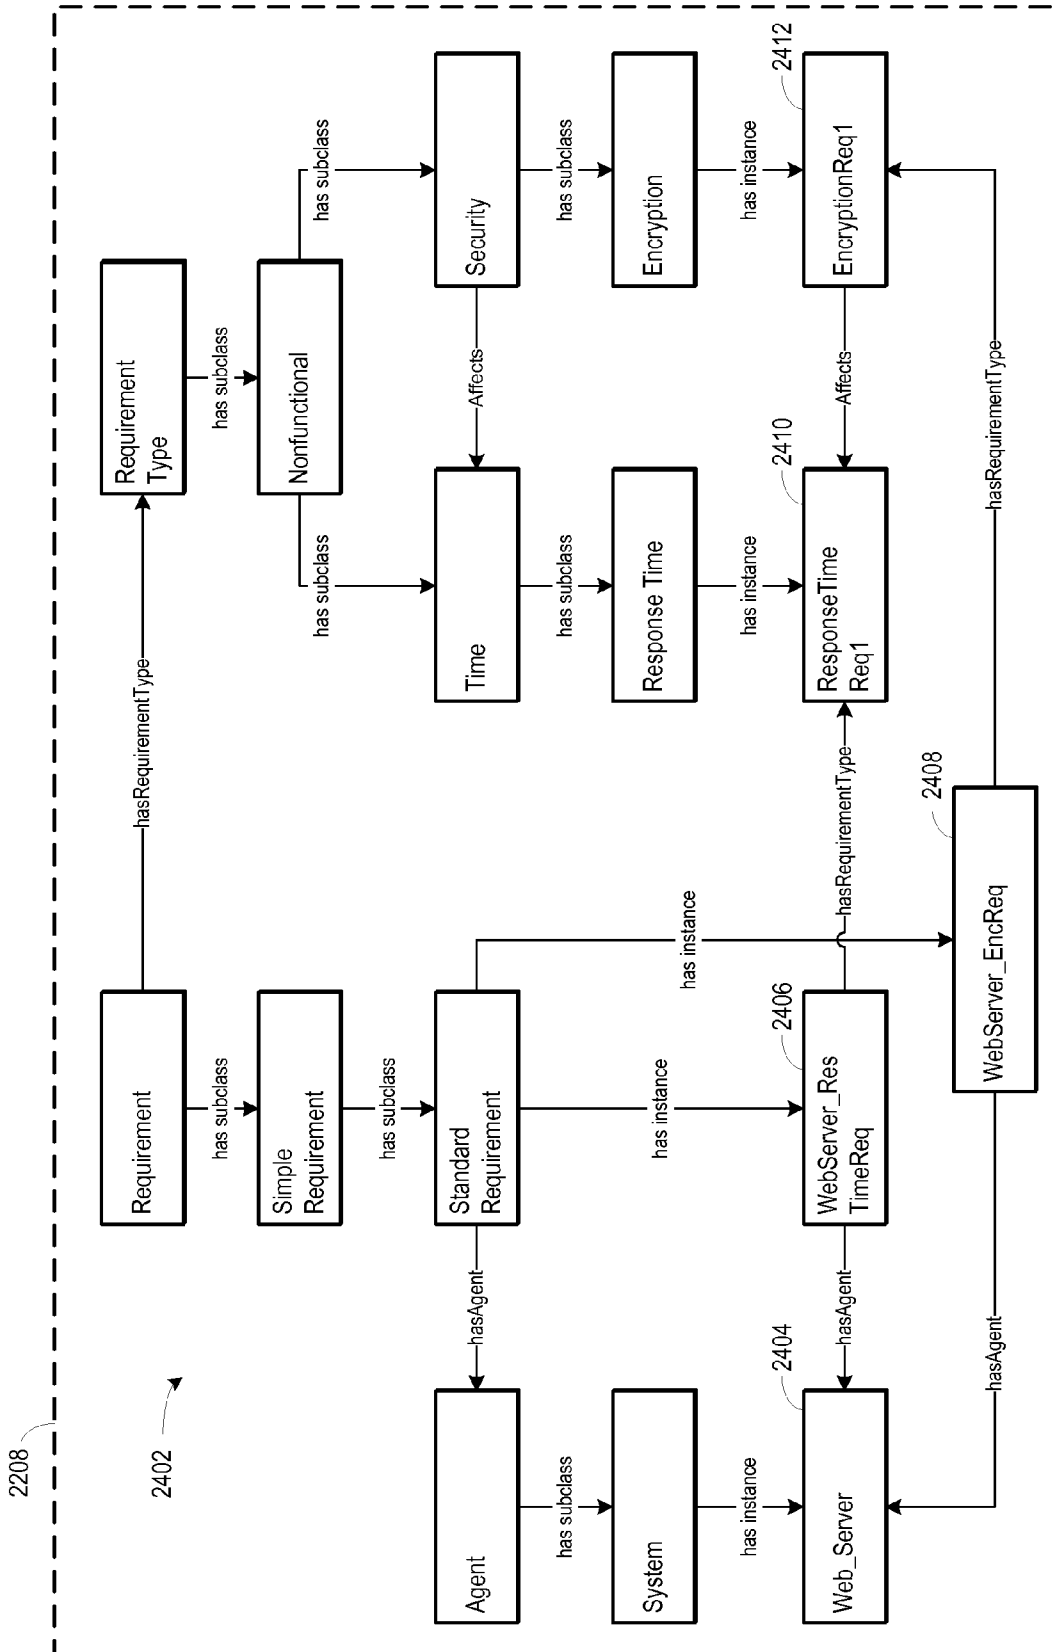 2208
2402
Requirement
hasRequirementType
Requirement
Type
has subclass
has subclass
Simple
Requirement
Nonfunctional
has subclass
has subclass
has subclass
Agent
hasAgent
Standard
Requirement
Time
Affects
Security
has subclass
has instance
has instance
has subclass
has subclass
System
Response Time
Encryption
has instance
has instance
has instance
2404
2406
2410
2412
Web_Server
hasAgent
WebServer_Res
TimeReq
hasRequirementType
ResponseTime
Req1
Affects
EncryptionReq1
2408
hasAgent
WebServer_EncReq
hasRequirementType